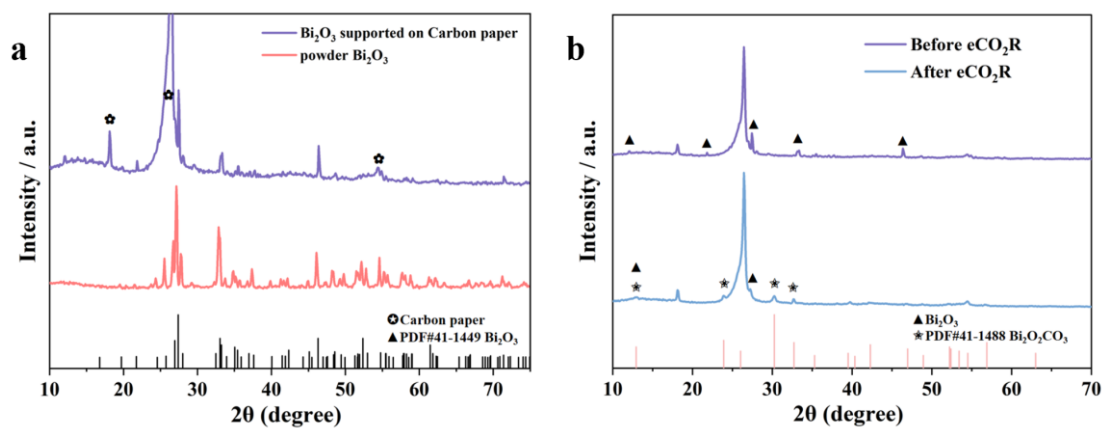 a
Bi₂O₃ supported on Carbon paper
powder Bi₂O₃
Intensity / a.u.
✪Carbon paper
▲PDF#41-1449 Bi₂O₃
10 20 30 40 50 60 70
2θ (degree)
b
Before eCO₂R
After eCO₂R
Intensity / a.u.
▲Bi₂O₃
✭PDF#41-1488 Bi₂O₂CO₃
10 20 30 40 50 60 70
2θ (degree)